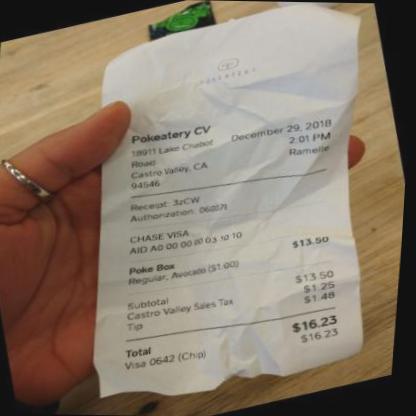 POKEATERY
Pokeatery CV December 29, 2018
18911 Lake Chabot 2:01 PM
Road Ramelle
Castro Valley, CA
94546
Receipt: 3zCW
Authorization:
CHASE VISA
AID A0 00 00 00 03 10 10
Poke Box $13.50
Regular, Avocado ($1.00)
Subtotal $13.50
Castro Valley Sales Tax $1.25
Tip $1.48
Total $16.23
Visa 0642 (Chip) $16.23